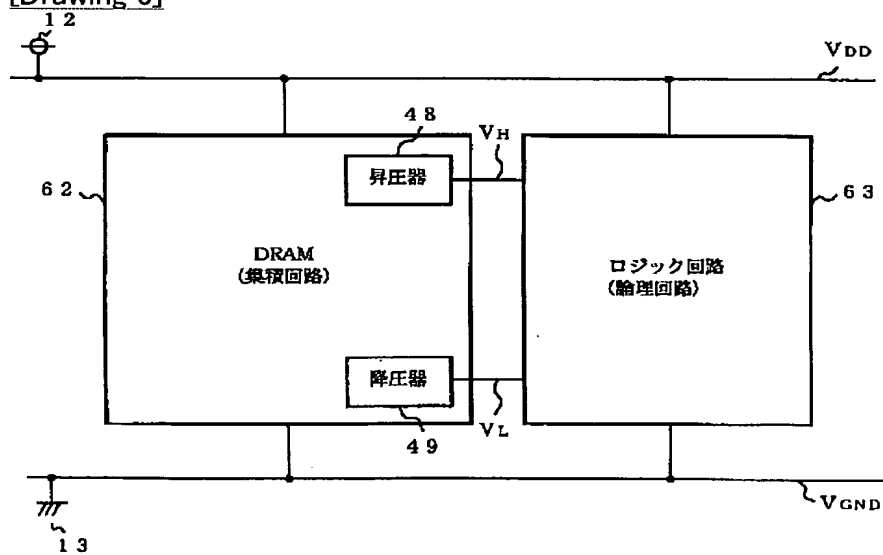 [Drawing 6]
12
VDD
48
VH
昇圧器
62
63
DRAM
(集積回路)
ロジック回路
(論理回路)
降圧器
VL
49
VGND
13